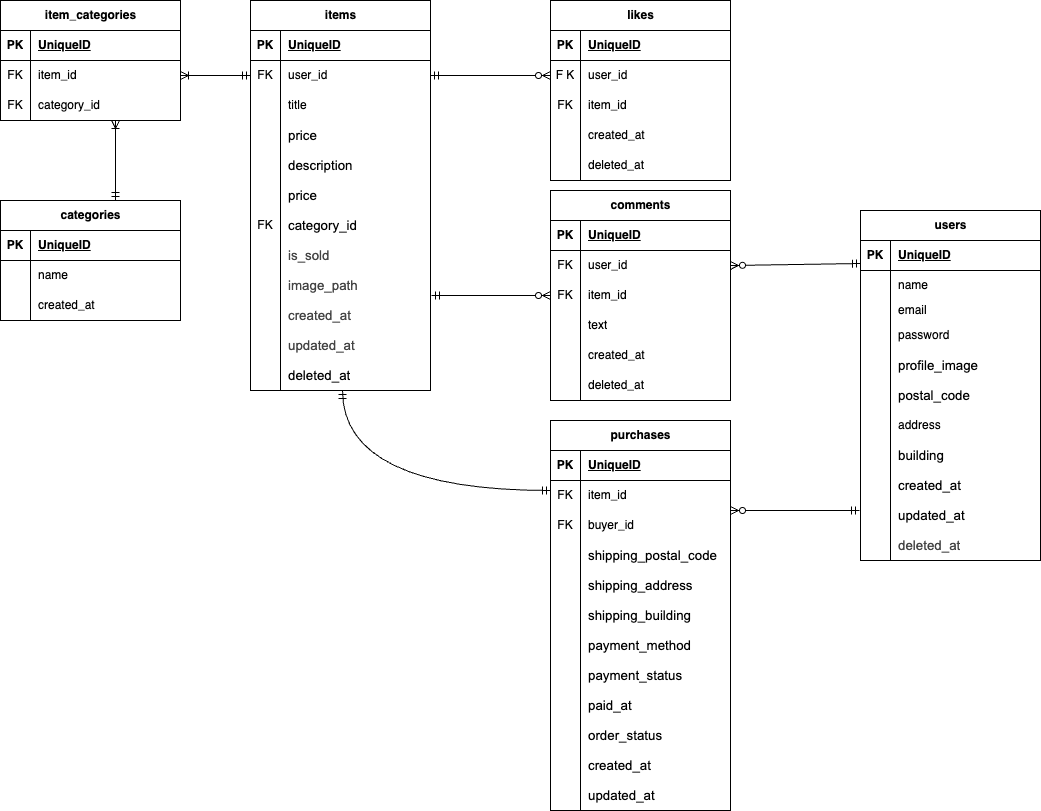 item_categories
PK UniqueID
FK item_id
FK category_id
categories
PK UniqueID
name
created_at
items
PK UniqueID
FK user_id
title
price
description
price
FK category_id
is_sold
image_path
created_at
updated_at
deleted_at
likes
PK UniqueID
F K user_id
FK item_id
created_at
deleted_at
comments
PK UniqueID
FK user_id
FK item_id
text
created_at
deleted_at
purchases
PK UniqueID
FK item_id
FK buyer_id
shipping_postal_code
shipping_address
shipping_building
payment_method
payment_status
paid_at
order_status
created_at
updated_at
users
PK UniqueID
name
email
password
profile_image
postal_code
address
building
created_at
updated_at
deleted_at